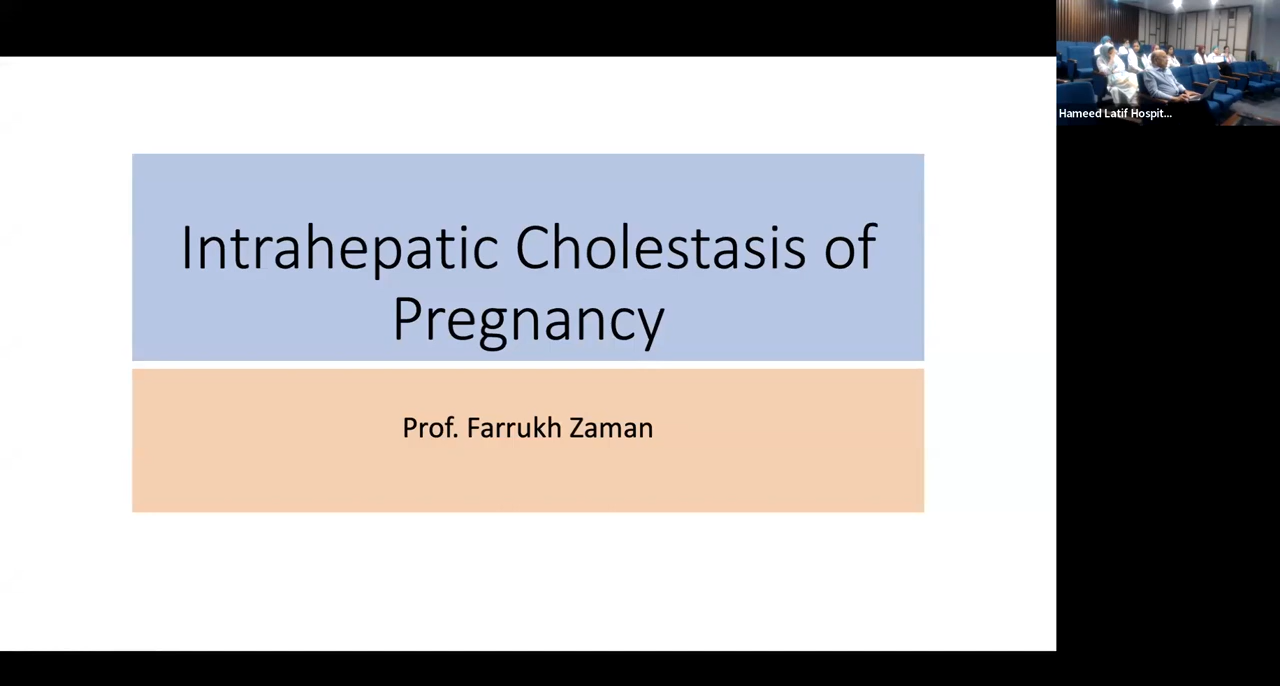 Intrahepatic Cholestasis of
Pregnancy
Prof. Farrukh Zaman
Hameed Latif Hospit...